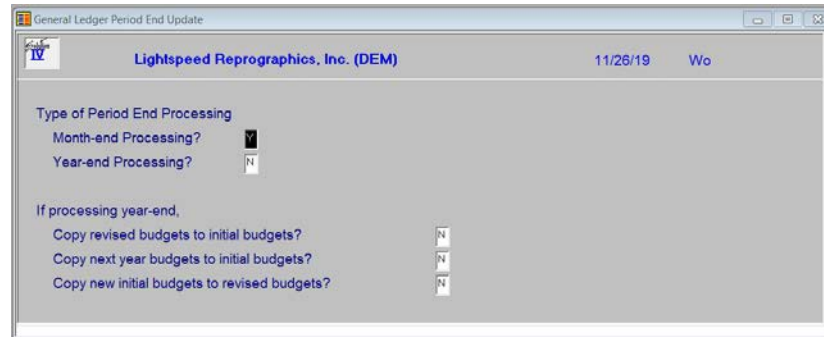 General Ledger Period End Update
IV Lightspeed Reprographics, Inc. (DEM) 11/26/19 Wo
Type of Period End Processing
Month-end Processing? Y
Year-end Processing? N
If processing year-end,
Copy revised budgets to initial budgets? N
Copy next year budgets to initial budgets? N
Copy new initial budgets to revised budgets? N